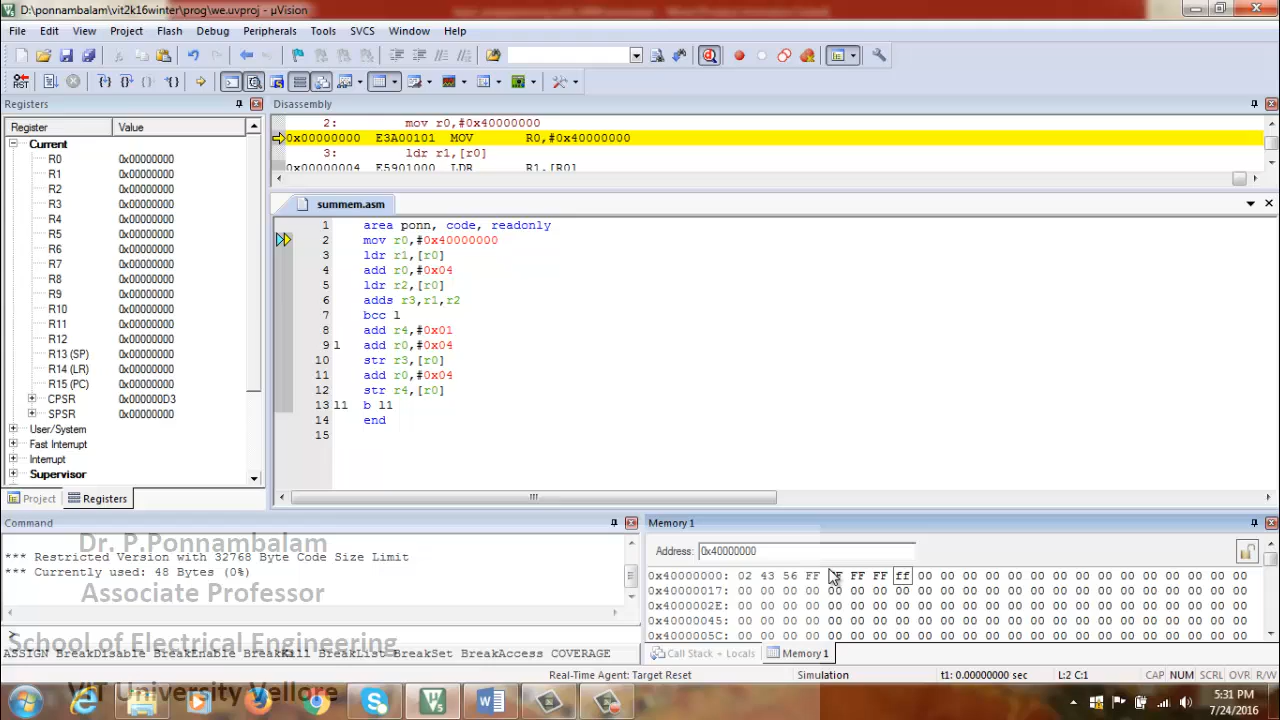 D:\ponnambalam\vit2k16winter\prog\we.uvproj - µVision
File Edit View Project Flash Debug Peripherals Tools SVCS Window Help
Registers
Register Value
Current
R0 0x00000000
R1 0x00000000
R2 0x00000000
R3 0x00000000
R4 0x00000000
R5 0x00000000
R6 0x00000000
R7 0x00000000
R8 0x00000000
R9 0x00000000
R10 0x00000000
R11 0x00000000
R12 0x00000000
R13 (SP) 0x00000000
R14 (LR) 0x00000000
R15 (PC) 0x00000000
CPSR 0x000000D3
SPSR 0x00000000
User/System
Fast Interrupt
Interrupt
Supervisor
Project Registers
Disassembly
2: mov r0,#0x40000000
0x00000000 E3A00101 MOV R0,#0x40000000
3: ldr r1,[r0]
0x00000004 E5901000 LDR R1,[R0]
summem.asm
1 area ponn, code, readonly
2 mov r0,#0x40000000
3 ldr r1,[r0]
4 add r0,#0x04
5 ldr r2,[r0]
6 adds r3,r1,r2
7 bcc l
8 add r4,#0x01
9 l add r0,#0x04
10 str r3,[r0]
11 add r0,#0x04
12 str r4,[r0]
13 l1 b l1
14 end
15
Command
*** Restricted Version with 32768 Byte Code Size Limit
*** Currently used: 48 Bytes (0%)
>
ASSIGN BreakDisable BreakEnable BreakKill BreakList BreakSet BreakAccess COVERAGE
Dr. P.Ponnambalam
Associate Professor
School of Electrical Engineering
VIT University Vellore
Memory 1
Address: 0x40000000
0x40000000: 02 43 56 FF FF FF ff 00 00 00 00 00 00 00 00 00 00 00 00 00 00 00
0x40000017: 00 00 00 00 00 00 00 00 00 00 00 00 00 00 00 00 00 00 00 00 00 00 00
0x4000002E: 00 00 00 00 00 00 00 00 00 00 00 00 00 00 00 00 00 00 00 00 00 00 00
0x40000045: 00 00 00 00 00 00 00 00 00 00 00 00 00 00 00 00 00 00 00 00 00 00 00
0x4000005C: 00 00 00 00 00 00 00 00 00 00 00 00 00 00 00 00 00 00 00 00 00 00 00
Call Stack + Locals Memory 1
Real-Time Agent: Target Reset Simulation t1: 0.00000000 sec L:2 C:1 CAP NUM SCRL OVR R/W
5:31 PM
7/24/2016